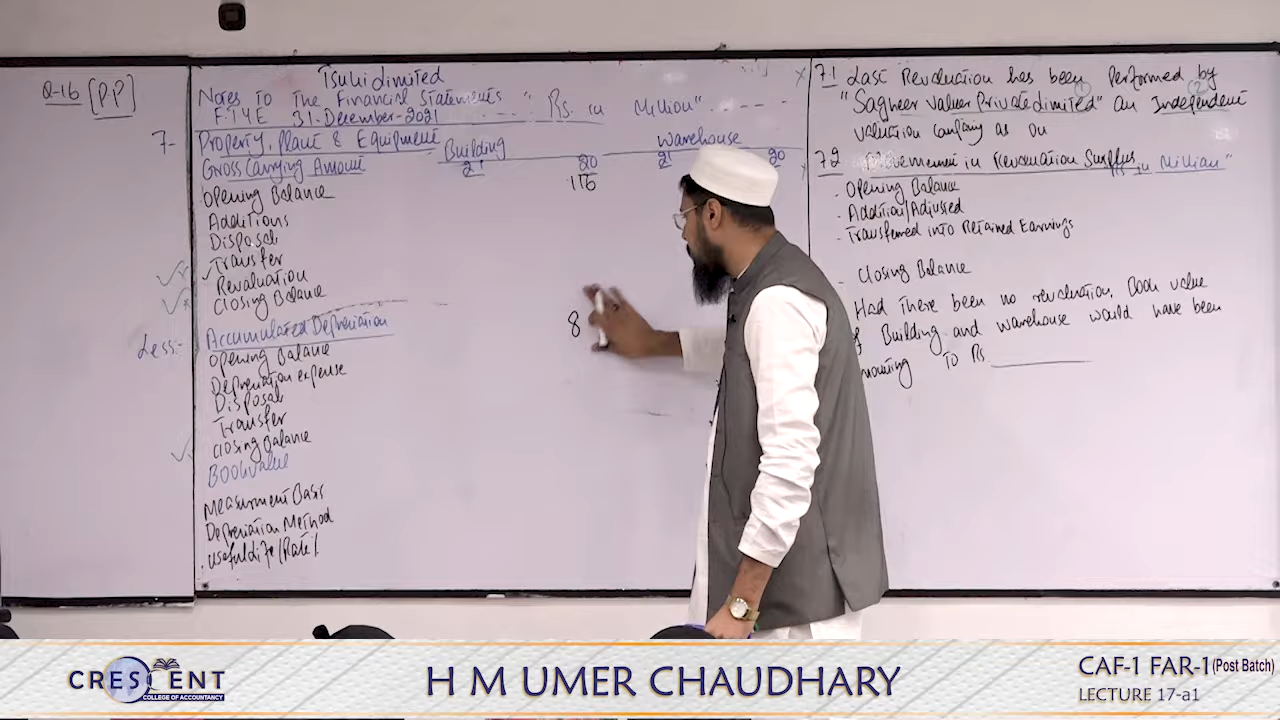 Q-16 [P.P]
Tsuki Limited
Notes To The Financial Statements "Rs. in Million" -----
F.T.Y.E 31-December-2021
7- Property, Plant & Equipment
Building Warehouse
Gross Carrying Amount
21 20 21 20
Opening Balance 176
Additions
Disposal
Transfer
Revaluation
Closing Balance
Less:- Accumulated Depreciation
8
Opening Balance
Depreciation expense
Disposal
Transfer
Closing Balance
Book value
Measurement Basis
Depreciation Method
Useful Life/Rate%
7.1 Last Revaluation has been Performed by
"Sagheer Valuer Private Limited" an Independent
valuation company as on
7.2 in Revaluation Surplus in Million"
- Opening Balance
- Addition/Adjusted
- Transferred into Retained Earnings
- Closing Balance
Had There been no revaluation, Book value
Building and warehouse would have been
To Rs
CRESCENT
COLLEGE OF ACCOUNTANCY
H M UMER CHAUDHARY
CAF-1 FAR-1 (Post Batch)
LECTURE 17-a1